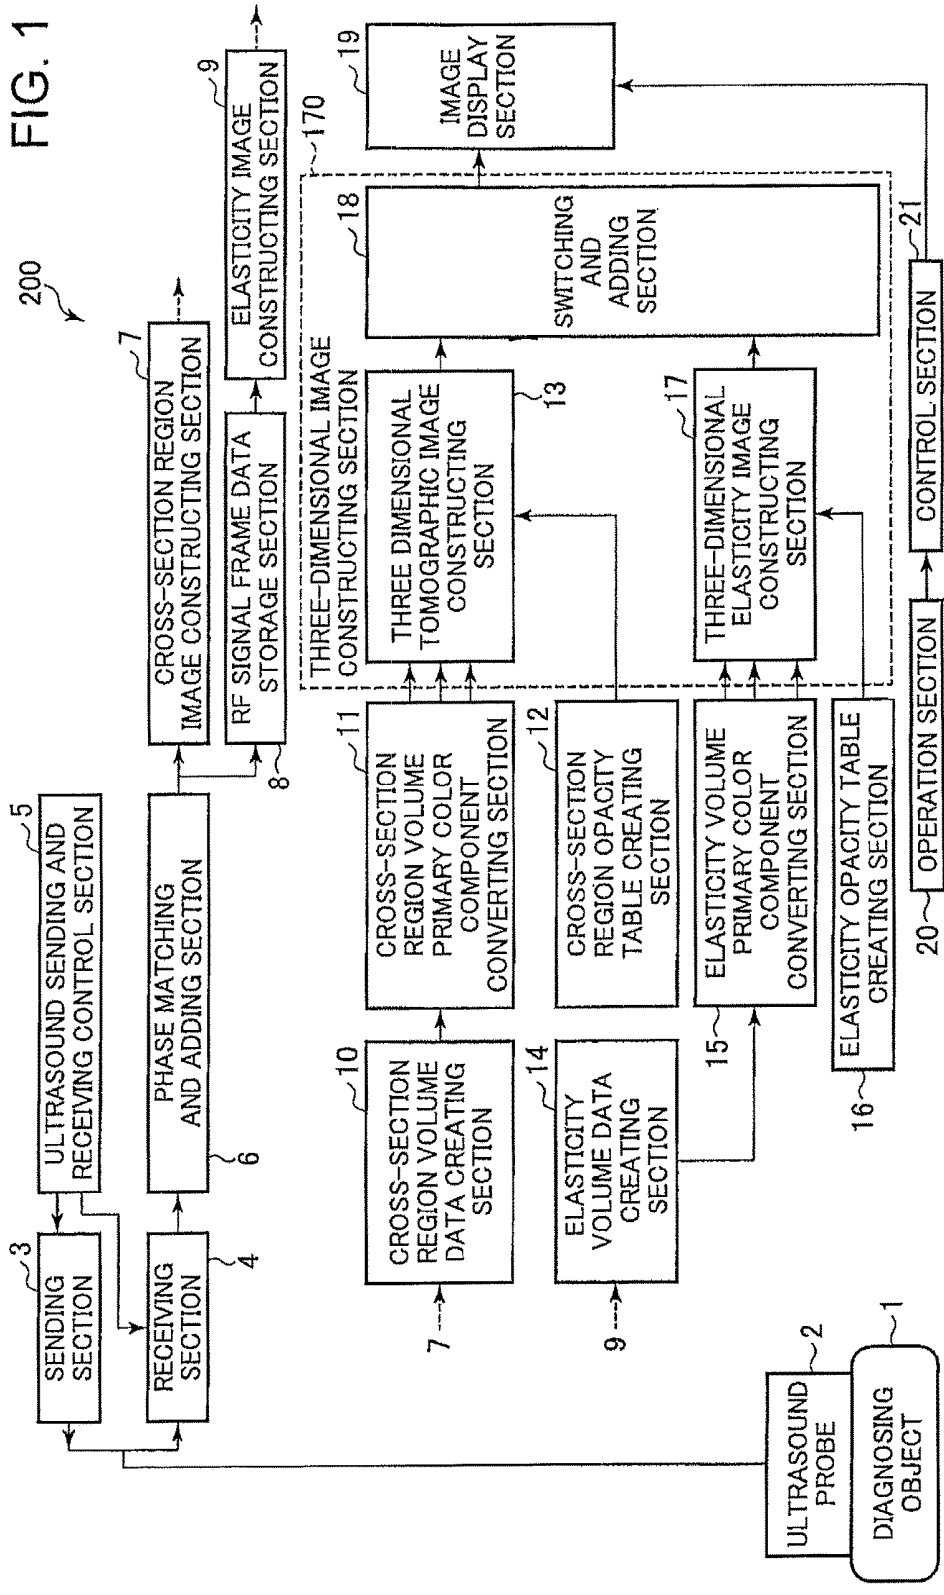 FIG. 1
200
5
ULTRASOUND SENDING AND
RECEIVING CONTROL SECTION
3
SENDING
SECTION
RECEIVING
SECTION
4
PHASE MATCHING
AND ADDING SECTION
6
7
CROSS-SECTION REGION
IMAGE CONSTRUCTING SECTION
RF SIGNAL FRAME DATA
STORAGE SECTION
8
9
ELASTICITY IMAGE
CONSTRUCTING SECTION
7
10
CROSS-SECTION
REGION VOLUME
DATA CREATING
SECTION
11
CROSS-SECTION
REGION VOLUME
PRIMARY COLOR
COMPONENT
CONVERTING SECTION
12
CROSS-SECTION
REGION OPACITY
TABLE CREATING
SECTION
170
THREE-DIMENSIONAL IMAGE
CONSTRUCTING SECTION
THREE DIMENSIONAL
TOMOGRAPHIC IMAGE
CONSTRUCTING
SECTION
13
18
SWITCHING
AND
ADDING
SECTION
19
IMAGE
DISPLAY
SECTION
9
14
ELASTICITY
VOLUME DATA
CREATING
SECTION
ELASTICITY VOLUME
PRIMARY COLOR
COMPONENT
CONVERTING SECTION
15
17
THREE-DIMENSIONAL
ELASTICITY IMAGE
CONSTRUCTING
SECTION
ELASTICITY OPACITY TABLE
CREATING SECTION
16
2
ULTRASOUND
PROBE
1
DIAGNOSING
OBJECT
OPERATION SECTION
20
CONTROL SECTION
21